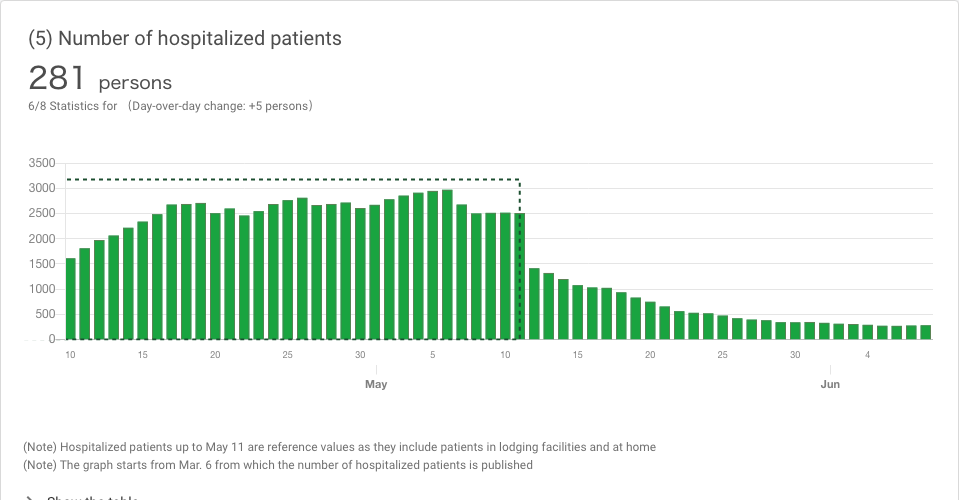 (5) Number of hospitalized patients
281 persons
6/8 Statistics for (Day-over-day change: +5 persons)
3500
3000
2500
2000
1500
1000
500
0
10 15 20 25 30 5 10 15 20 25 30 4
May Jun
(Note) Hospitalized patients up to May 11 are reference values as they include patients in lodging facilities and at home
(Note) The graph starts from Mar. 6 from which the number of hospitalized patients is published
Show the table